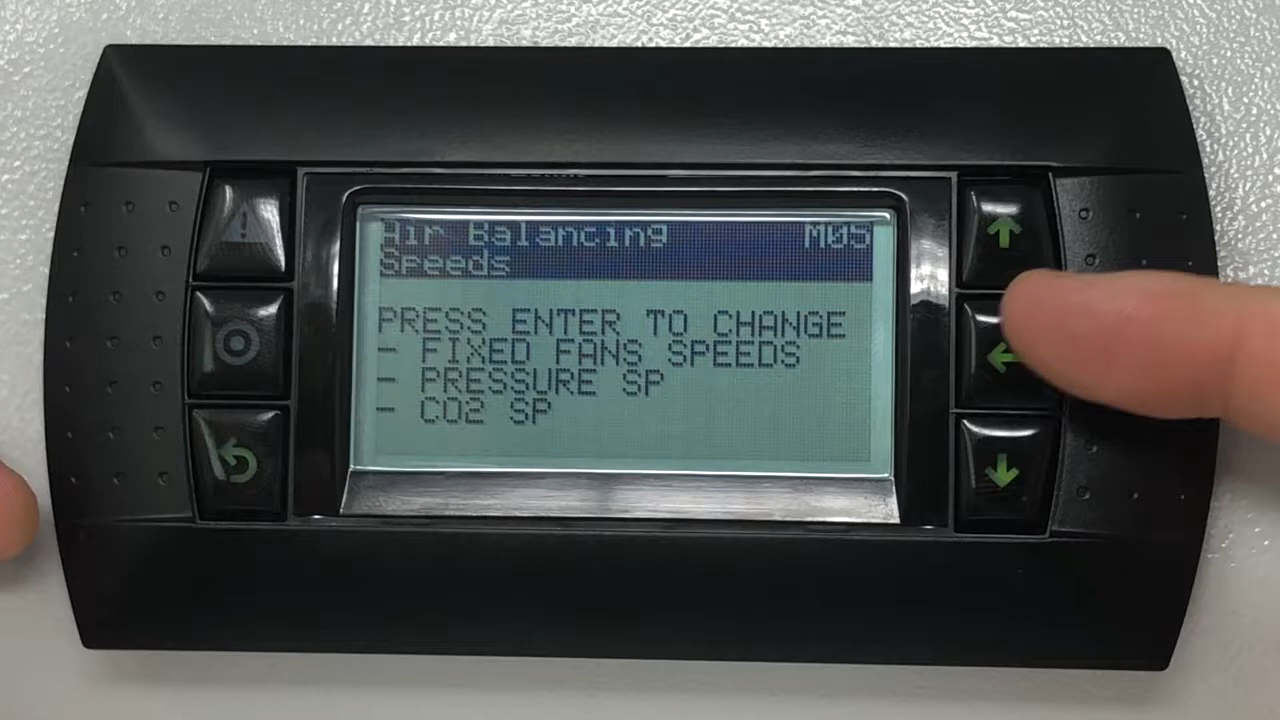 Air Balancing M05
Speeds
PRESS ENTER TO CHANGE
- FIXED FANS SPEEDS
- PRESSURE SP
- CO2 SP